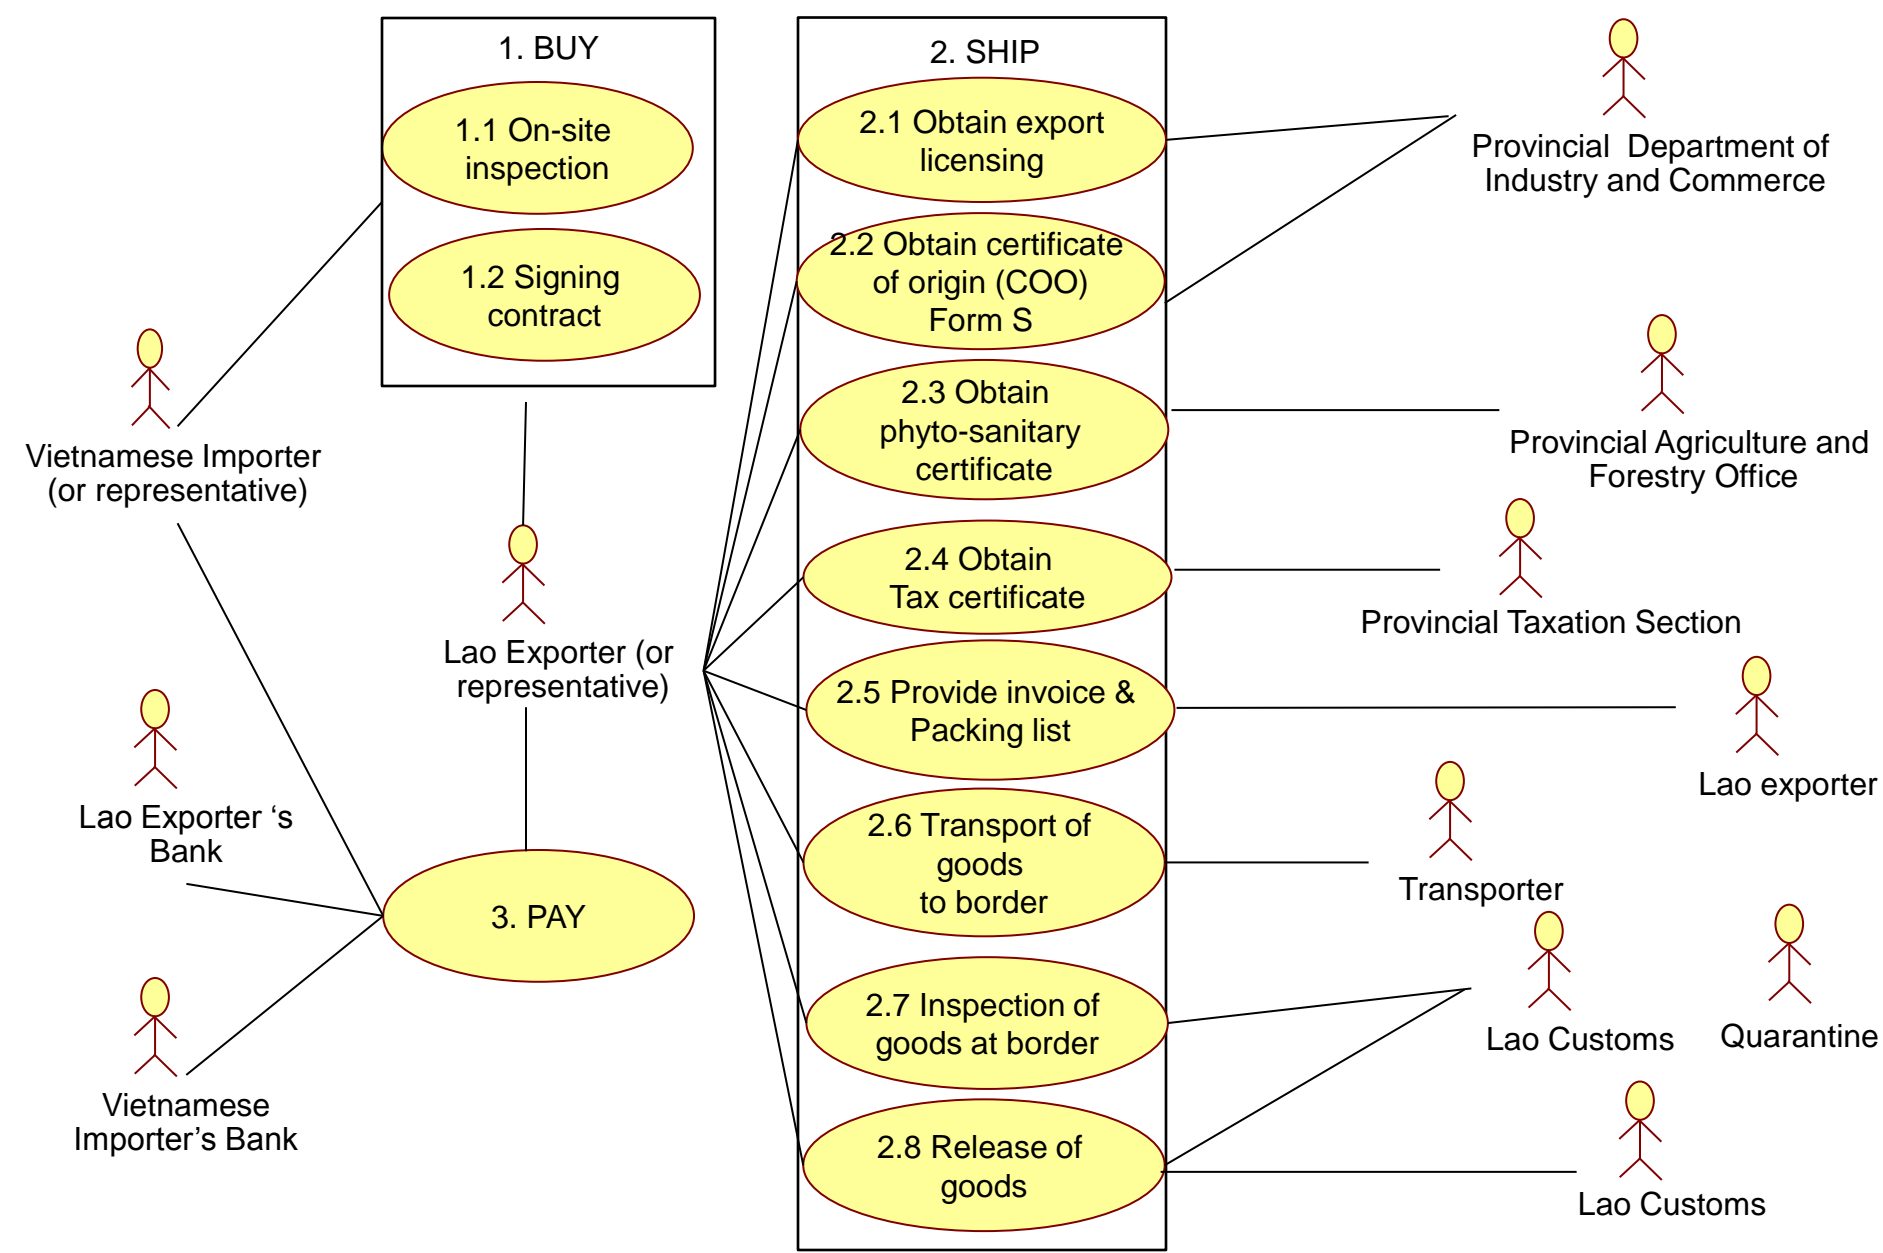 1. BUY
1.1 On-site
inspection
1.2 Signing
contract
Vietnamese Importer
(or representative)
Lao Exporter (or
representative)
Lao Exporter ‘s
Bank
3. PAY
Vietnamese
Importer’s Bank
2. SHIP
2.1 Obtain export
licensing
2.2 Obtain certificate
of origin (COO)
Form S
2.3 Obtain
phyto-sanitary
certificate
2.4 Obtain
Tax certificate
2.5 Provide invoice &
Packing list
2.6 Transport of
goods
to border
2.7 Inspection of
goods at border
2.8 Release of
goods
Provincial Department of
Industry and Commerce
Provincial Agriculture and
Forestry Office
Provincial Taxation Section
Lao exporter
Transporter
Lao Customs
Quarantine
Lao Customs